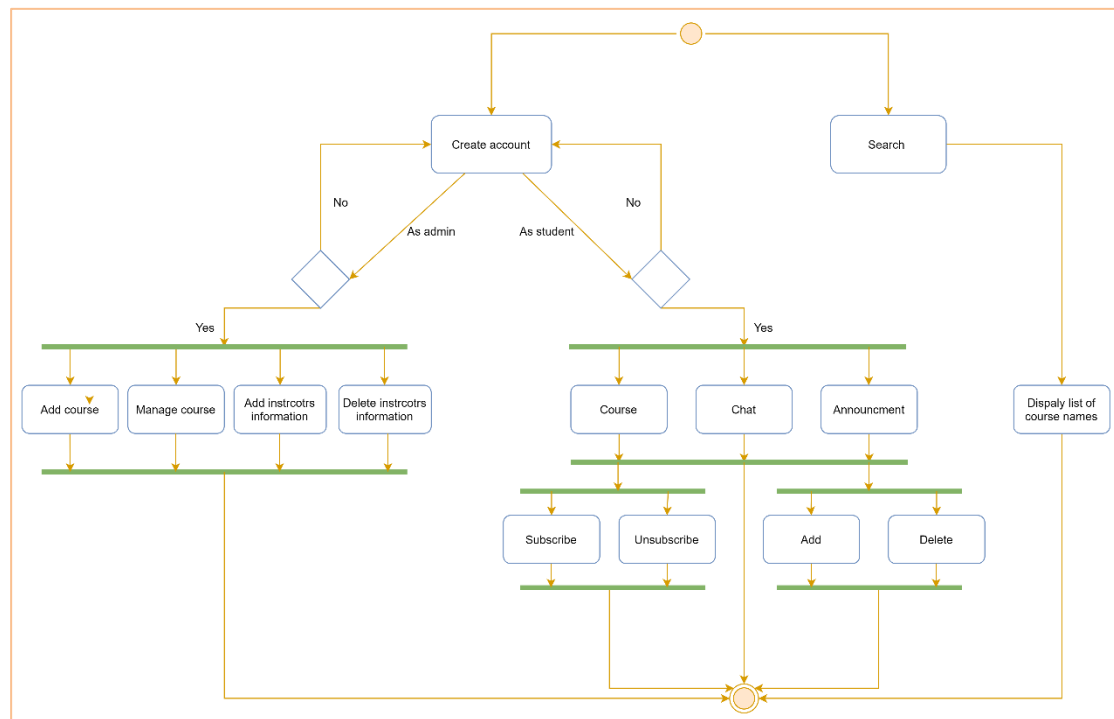 Create account
Search
No
No
As admin
As student
Yes
Yes
Add course
Manage course
Add instrcotrs
information
Delete instrcotrs
information
Course
Chat
Announcment
Dispaly list of
course names
Subscribe
Unsubscribe
Add
Delete